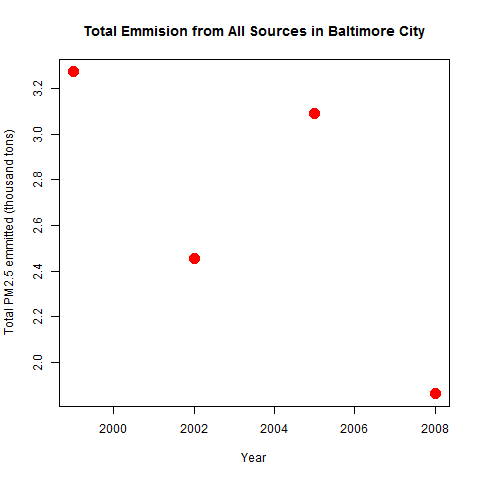 Total Emmision from All Sources in Baltimore City
Total PM2.5 emmitted (thousand tons)
3.2
3.0
2.8
2.6
2.4
2.2
2.0
2000 2002 2004 2006 2008
Year